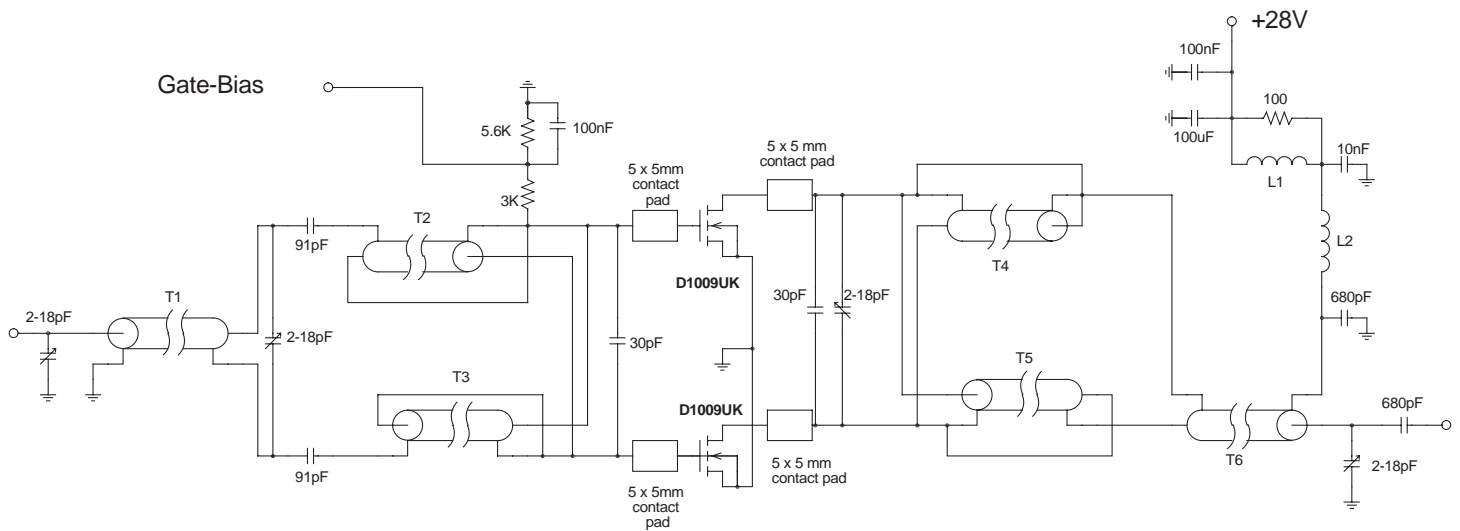 +28V
100nF
Gate-Bias
100
5.6K
100nF
100uF
5 x 5 mm
contact pad
10nF
5 x 5mm
contact
pad
L1
3K
T2
91pF
L2
T4
D1009UK
T1
2-18pF
30pF
2-18pF
680pF
2-18pF
30pF
T5
T3
D1009UK
680pF
91pF
5 x 5 mm
contact pad
T6
2-18pF
5 x 5mm
contact
pad